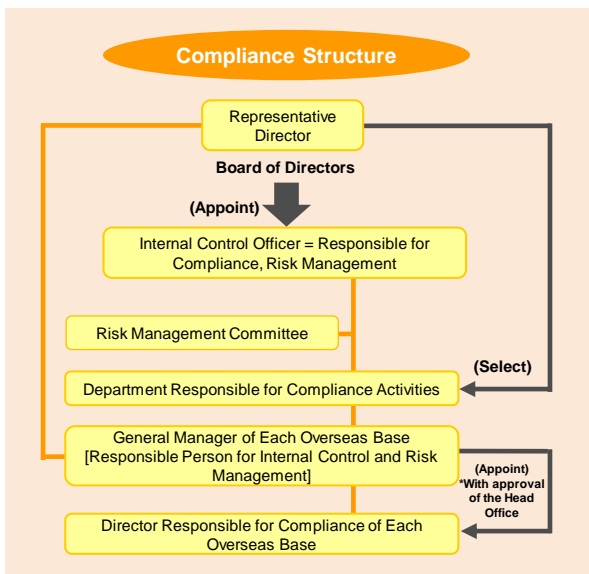 Compliance Structure
Representative
Director
Board of Directors
(Appoint)
Internal Control Officer = Responsible for
Compliance, Risk Management
Risk Management Committee
(Select)
Department Responsible for Compliance Activities
General Manager of Each Overseas Base
[Responsible Person for Internal Control and Risk
Management]
(Appoint)
*With approval
of the Head
Office
Director Responsible for Compliance of Each
Overseas Base